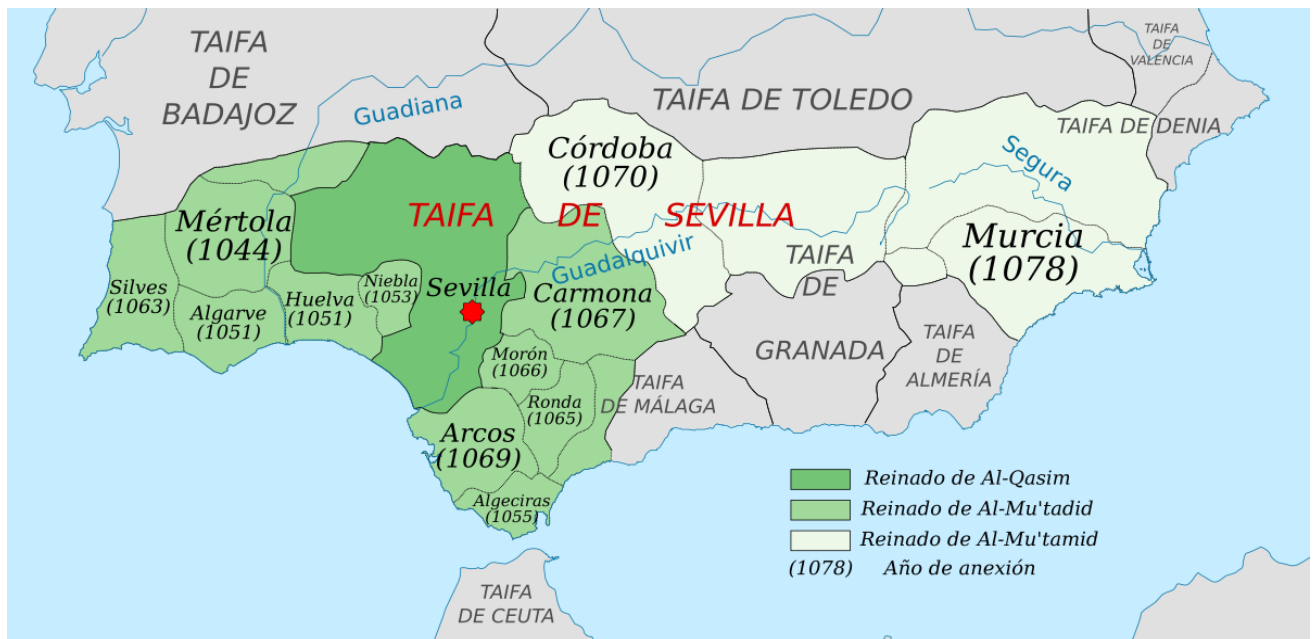 TAIFA
DE
BADAJOZ
Guadiana
TAIFA DE TOLEDO
TAIFA
DE
VALENCIA
TAIFA DE DENIA
Córdoba
(1070)
Segura
Mértola
(1044)
TAIFA DE SEVILLA
Guadalquivir
Murcia
(1078)
Silves
(1063)
Algarve
(1051)
Huelva
(1051)
Niebla
(1053)
Sevilla
Carmona
(1067)
TAIFA
DE
GRANADA
TAIFA
DE
ALMERÍA
Morón
(1066)
Ronda
(1065)
TAIFA
DE MÁLAGA
Arcos
(1069)
Algeciras
(1055)
Reinado de Al-Qasim
Reinado de Al-Mu'tadid
Reinado de Al-Mu'tamid
(1078) Año de anexión
TAIFA
DE CEUTA